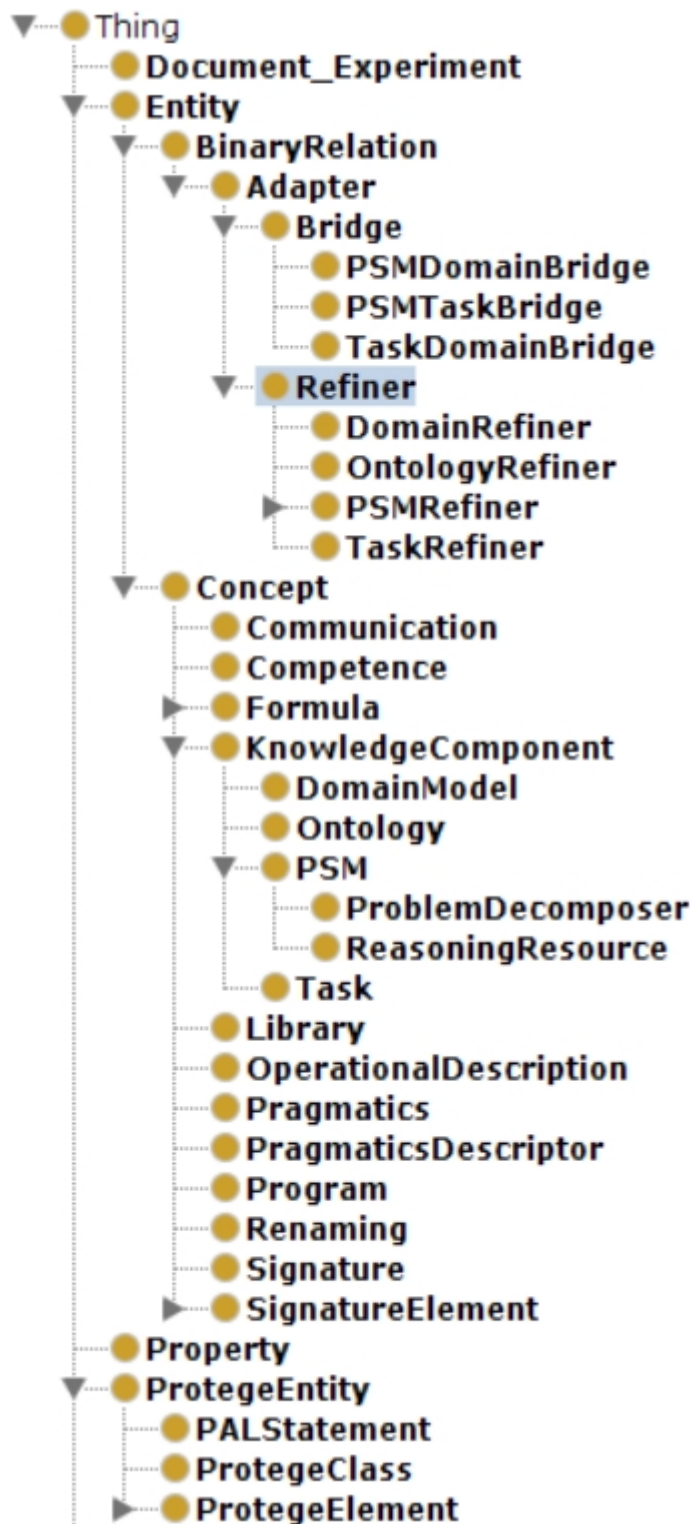 Thing
Document_Experiment
Entity
BinaryRelation
Adapter
Bridge
PSMDomainBridge
PSMTaskBridge
TaskDomainBridge
Refiner
DomainRefiner
OntologyRefiner
PSMRefiner
TaskRefiner
Concept
Communication
Competence
Formula
KnowledgeComponent
DomainModel
Ontology
PSM
ProblemDecomposer
ReasoningResource
Task
Library
OperationalDescription
Pragmatics
PragmaticsDescriptor
Program
Renaming
Signature
SignatureElement
Property
ProtegeEntity
PALStatement
ProtegeClass
ProtegeElement